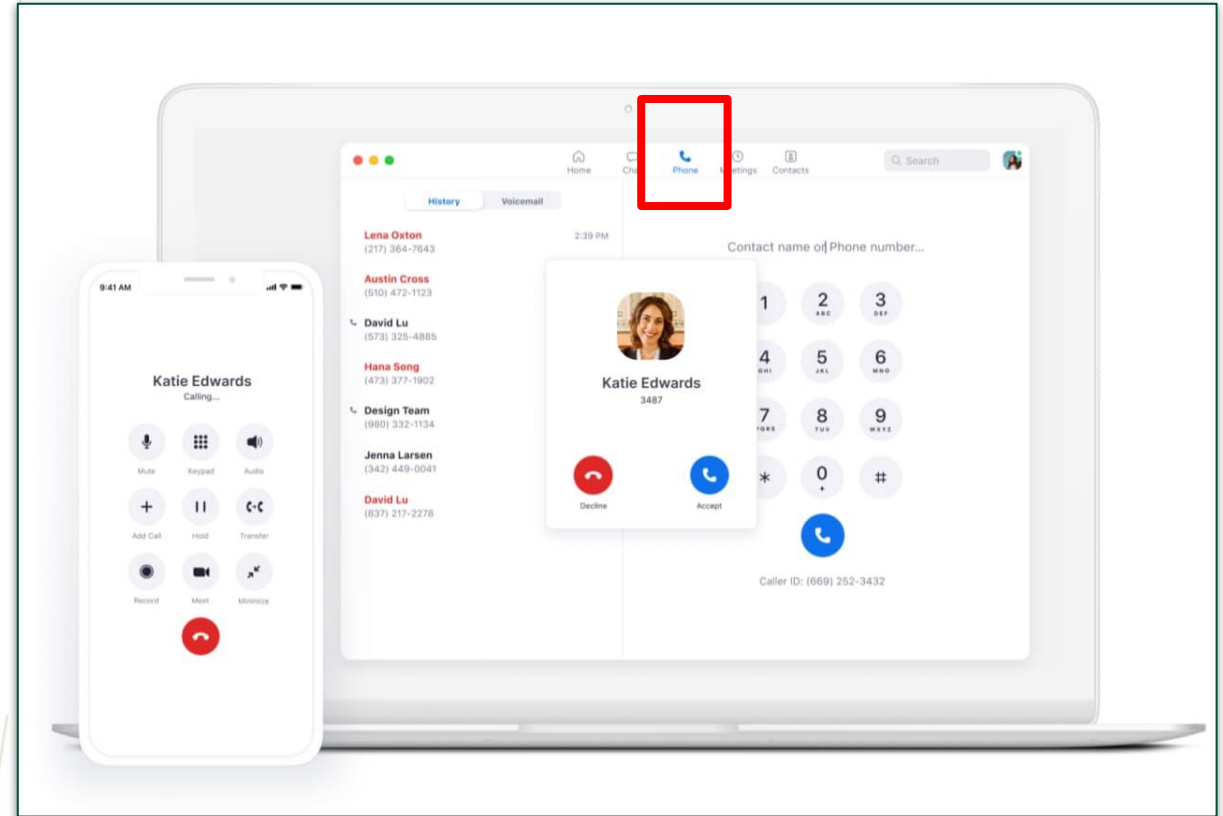 Home
Phone
Meetings
Contacts
Search
History Voicemail
Lena Oxton 2:39 PM
(217) 364-7643
Austin Cross
(510) 472-1123
David Lu
(573) 325-4885
Hana Song
(473) 377-1902
Design Team
(980) 332-1134
Jenna Larsen
(342) 449-0041
David Lu
(837) 217-2278
Contact name or Phone number...
1
2 ABC
3 DEF
4 GHI
5 JKL
6 MNO
7 PQRS
8 TUV
9 WXYZ
*
0 +
#
Caller ID: (669) 252-3432
Katie Edwards
3487
Decline Accept
9:41 AM
Katie Edwards
Calling...
Mute Keypad Audio
Add Call Hold Transfer
Record Meet Minimize